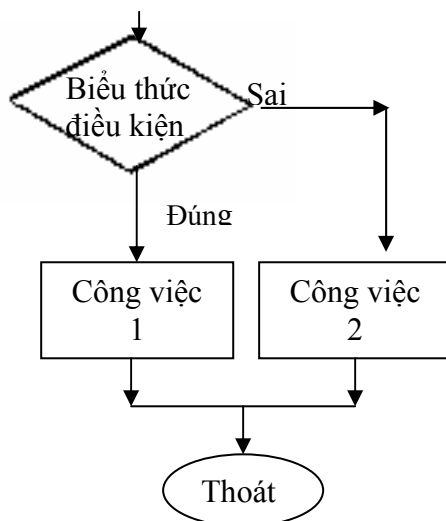 Biểu thức
điều kiện
Sai
Đúng
Công việc
1
Công việc
2
Thoát